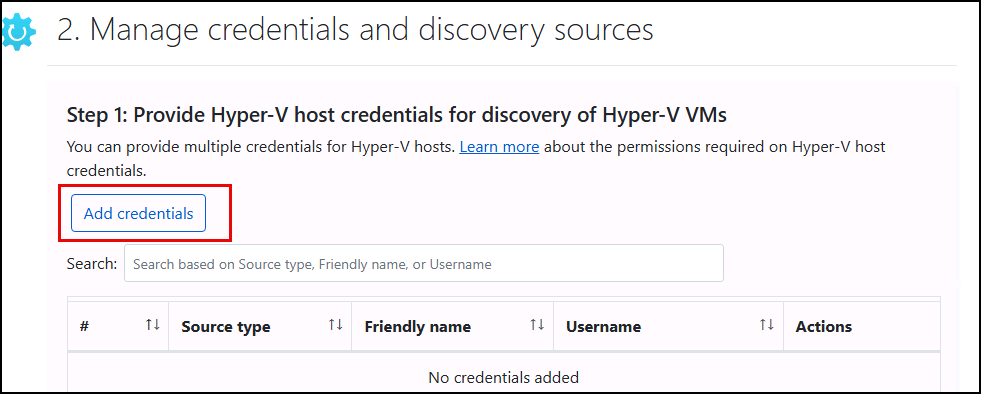 2. Manage credentials and discovery sources
Step 1: Provide Hyper-V host credentials for discovery of Hyper-V VMs
You can provide multiple credentials for Hyper-V hosts. Learn more about the permissions required on Hyper-V host
credentials.
Add credentials
Search: Search based on Source type, Friendly name, or Username
# Source type Friendly name Username Actions
No credentials added